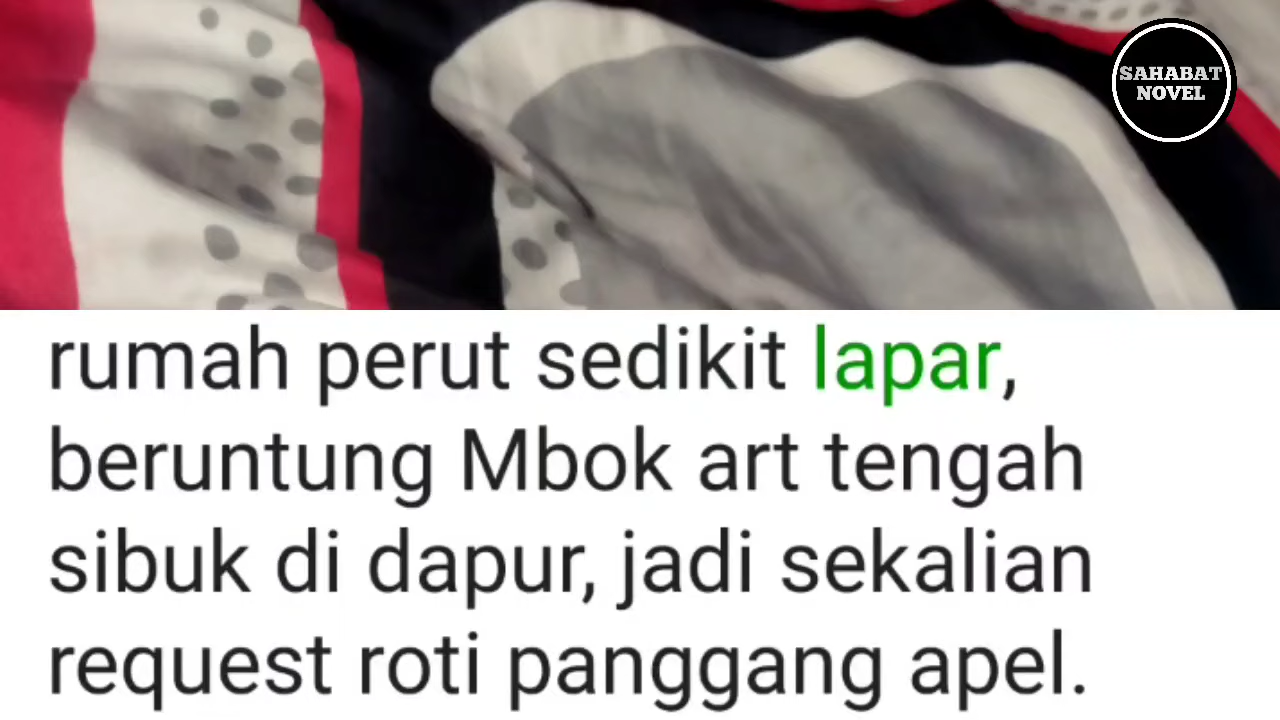 SAHABAT
NOVEL
rumah perut sedikit lapar,
beruntung Mbok art tengah
sibuk di dapur, jadi sekalian
request roti panggang apel.